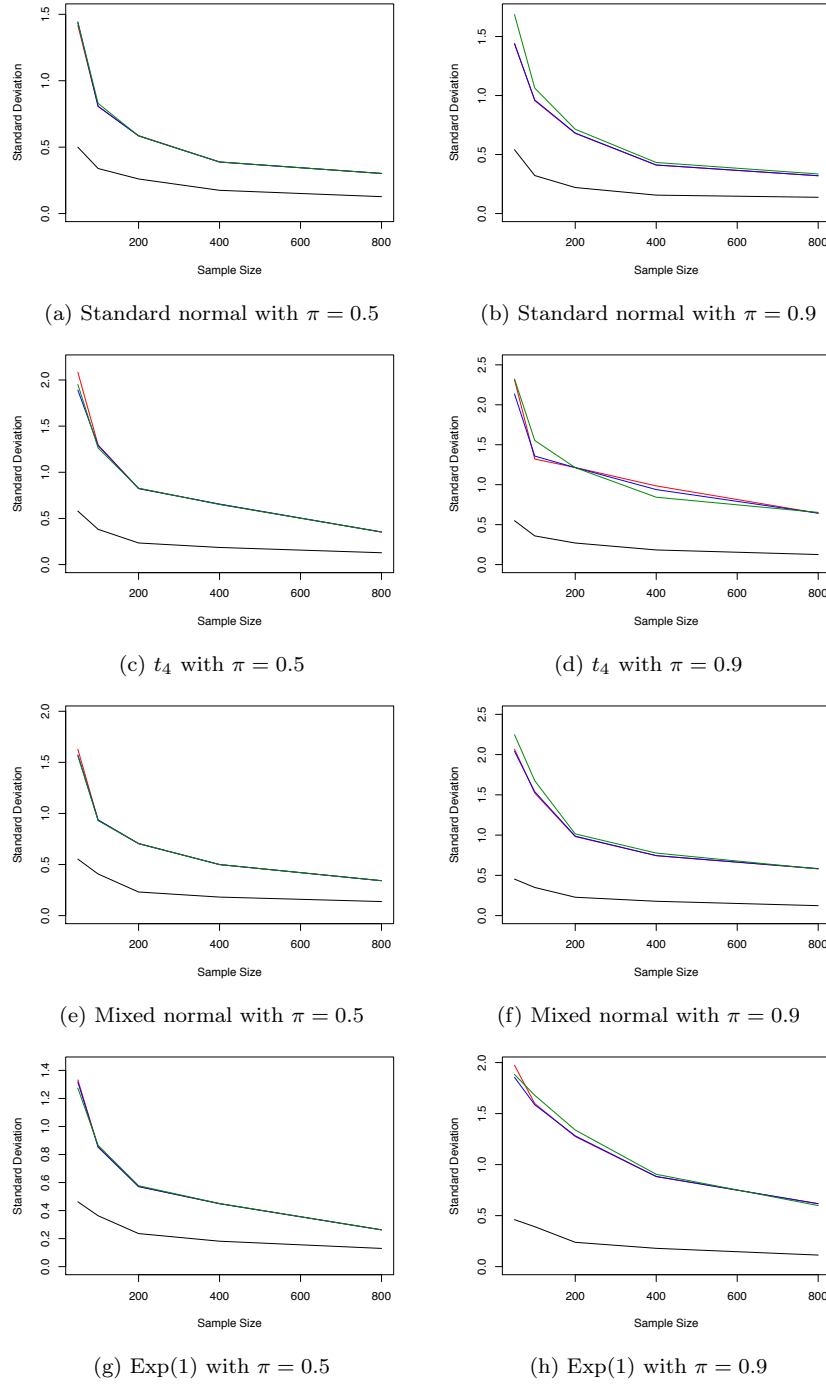 1.5
1.0
0.5
0.0
Standard Deviation
200 400 600 800
Sample Size
(a) Standard normal with π = 0.5
1.5
1.0
0.5
0.0
Standard Deviation
200 400 600 800
Sample Size
(b) Standard normal with π = 0.9
2.0
1.5
1.0
0.5
0.0
Standard Deviation
200 400 600 800
Sample Size
(c) t₄ with π = 0.5
2.5
2.0
1.5
1.0
0.5
0.0
Standard Deviation
200 400 600 800
Sample Size
(d) t₄ with π = 0.9
2.0
1.5
1.0
0.5
0.0
Standard Deviation
200 400 600 800
Sample Size
(e) Mixed normal with π = 0.5
2.5
2.0
1.5
1.0
0.5
0.0
Standard Deviation
200 400 600 800
Sample Size
(f) Mixed normal with π = 0.9
1.4
1.2
1.0
0.8
0.6
0.4
0.2
0.0
Standard Deviation
200 400 600 800
Sample Size
(g) Exp(1) with π = 0.5
2.0
1.5
1.0
0.5
0.0
Standard Deviation
200 400 600 800
Sample Size
(h) Exp(1) with π = 0.9